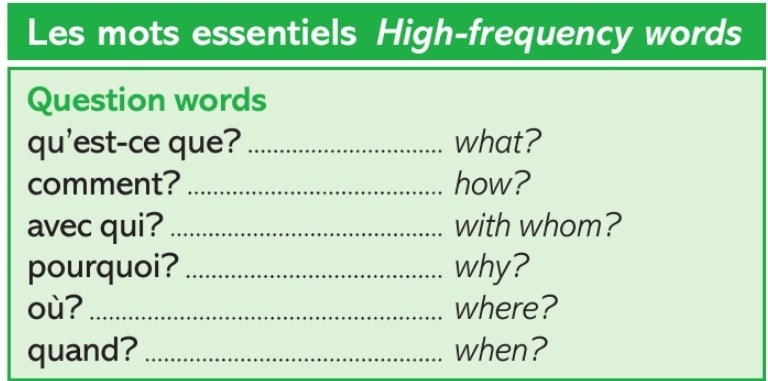 Les mots essentiels High-frequency words
Question words
qu'est-ce que? ................................ what?
comment? ................................ how?
avec qui? ................................ with whom?
pourquoi? ................................ why?
où? ................................ where?
quand? ................................ when?